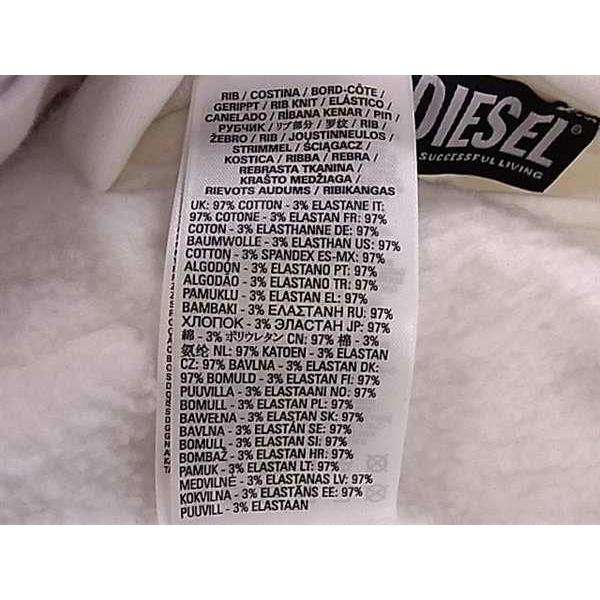 RIB / COSTINA / BORD-CÔTE /
GERIPPT / RIB KNIT / ELÁSTICO /
CANELADO / RİBANA KENAR / Ριπ /
РУБЧИК / リブ部分 / 罗纹 / RIB /
ŽEBRO / RIB / JOUSTINNEULOS /
STRIMMEL / ŚCIĄGACZ /
KOSTICA / RIBBA / REBRA /
REBRASTA TKANINA /
KRAŠTO MEDŽIAGA /
RIEVOTS AUDUMS / RIBIKANGAS
UK: 97% COTTON - 3% ELASTANE IT:
97% COTONE - 3% ELASTAN FR: 97%
COTON - 3% ELASTHANNE DE: 97%
BAUMWOLLE - 3% ELASTHAN US: 97%
COTTON - 3% SPANDEX ES-MX: 97%
ALGODON - 3% ELASTANO PT: 97%
ALGODÃO - 3% ELASTANO TR: 97%
PAMUKLU - 3% ELASTAN EL: 97%
BAMBAKI - 3% ΕΛΑΣΤΑΝΗ RU: 97%
ХЛОПОК - 3% ЭЛАСТАН JP: 97%
綿 - 3% ポリウレタン CN: 97% 棉 - 3%
氨纶 NL: 97% KATOEN - 3% ELASTAN
CZ: 97% BAVLNA - 3% ELASTAN DK:
97% BOMULD - 3% ELASTAN FI: 97%
PUUVILLA - 3% ELASTAANI NO: 97%
BOMULL - 3% ELASTAN PL: 97%
BAWEŁNA - 3% ELASTAN SK: 97%
BAVLNA - 3% ELASTÁN SE: 97%
BOMULL - 3% ELASTAN SI: 97%
BOMBAŽ - 3% ELASTAN HR: 97%
PAMUK - 3% ELASTAN LT: 97%
MEDVILNĖ - 3% ELASTANAS LV: 97%
KOKVILNA - 3% ELASTĀNS EE: 97%
PUUVILL - 3% ELASTAAN
DIESEL
SUCCESSFUL LIVING